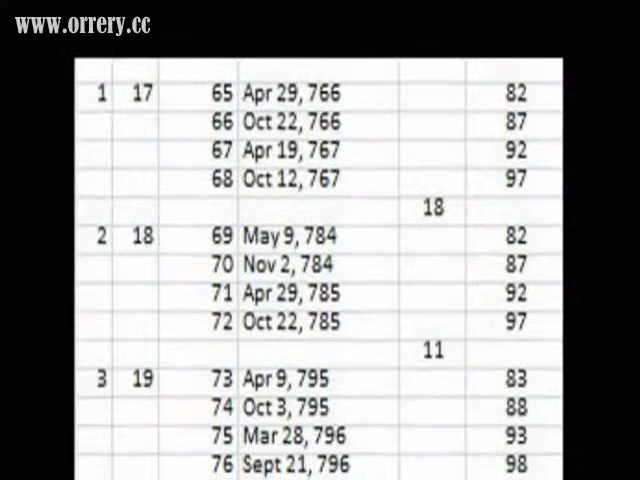 www.orrery.cc
1 17 65 Apr 29, 766 82
66 Oct 22, 766 87
67 Apr 19, 767 92
68 Oct 12, 767 97
18
2 18 69 May 9, 784 82
70 Nov 2, 784 87
71 Apr 29, 785 92
72 Oct 22, 785 97
11
3 19 73 Apr 9, 795 83
74 Oct 3, 795 88
75 Mar 28, 796 93
76 Sept 21, 796 98